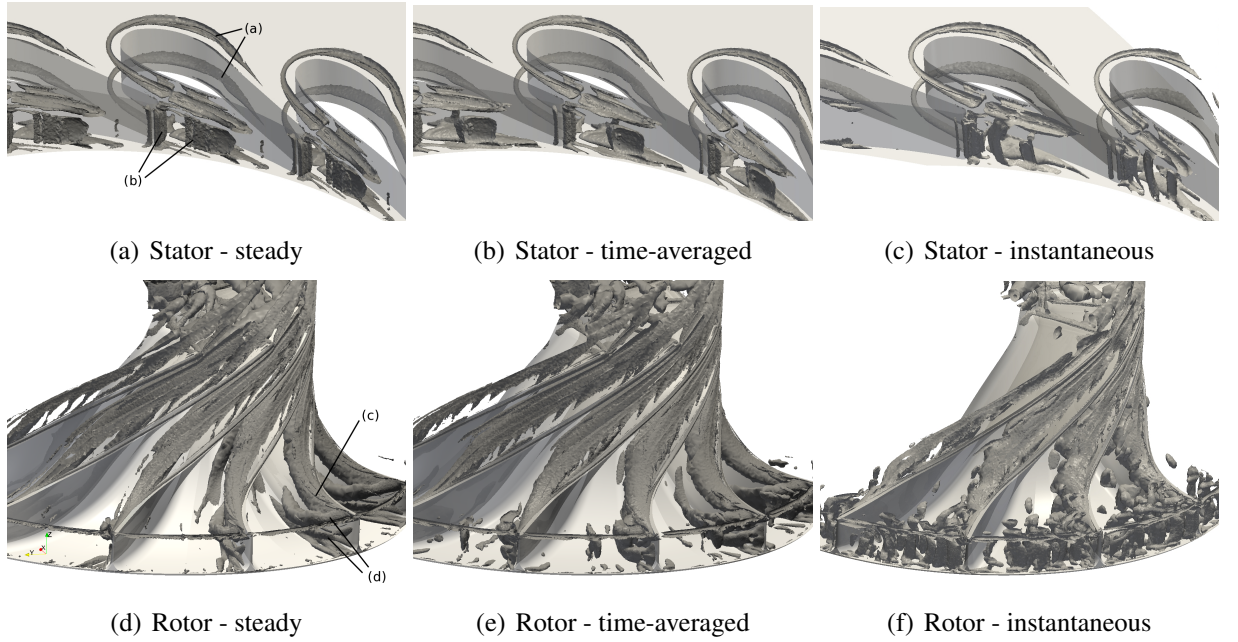 (a)
(b)
(a) Stator - steady
(b) Stator - time-averaged
(c) Stator - instantaneous
(c)
(d)
Z
Y
X
(d) Rotor - steady
(e) Rotor - time-averaged
(f) Rotor - instantaneous